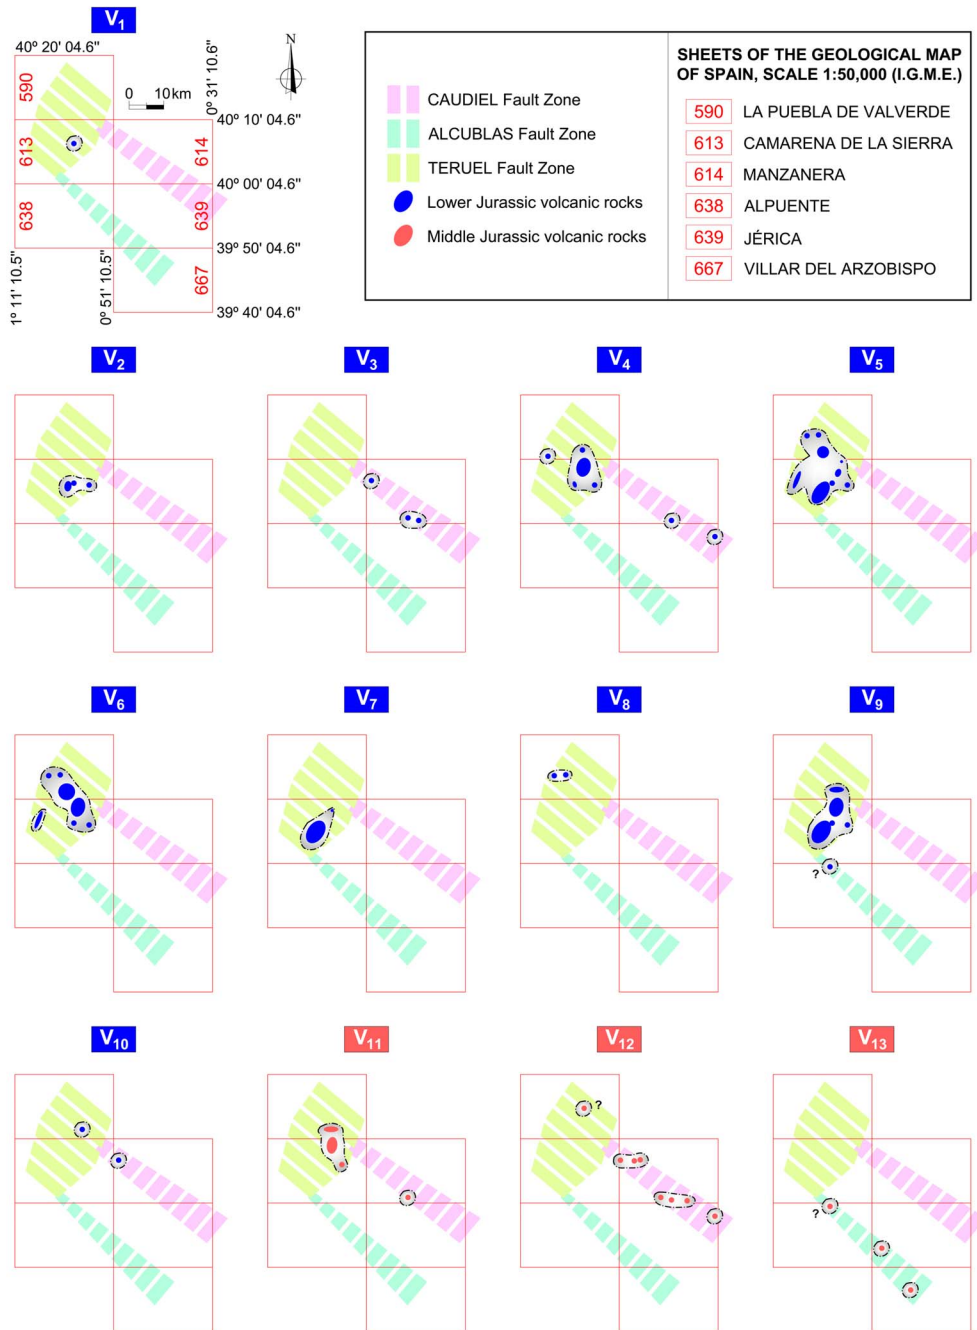 V1
40º 20' 04.6"
590
613
638
0 10 km
N
0º 31' 10.6"
40º 10' 04.6"
614
40º 00' 04.6"
639
39º 50' 04.6"
667
39º 40' 04.6"
1º 11' 10.5"
0º 51' 10.5"
CAUDIEL Fault Zone
ALCUBLAS Fault Zone
TERUEL Fault Zone
Lower Jurassic volcanic rocks
Middle Jurassic volcanic rocks
SHEETS OF THE GEOLOGICAL MAP
OF SPAIN, SCALE 1:50,000 (I.G.M.E.)
590 LA PUEBLA DE VALVERDE
613 CAMARENA DE LA SIERRA
614 MANZANERA
638 ALPUENTE
639 JÉRICA
667 VILLAR DEL ARZOBISPO
V2
V3
V4
V5
V6
V7
V8
V9
?
V10
V11
V12
?
V13
?